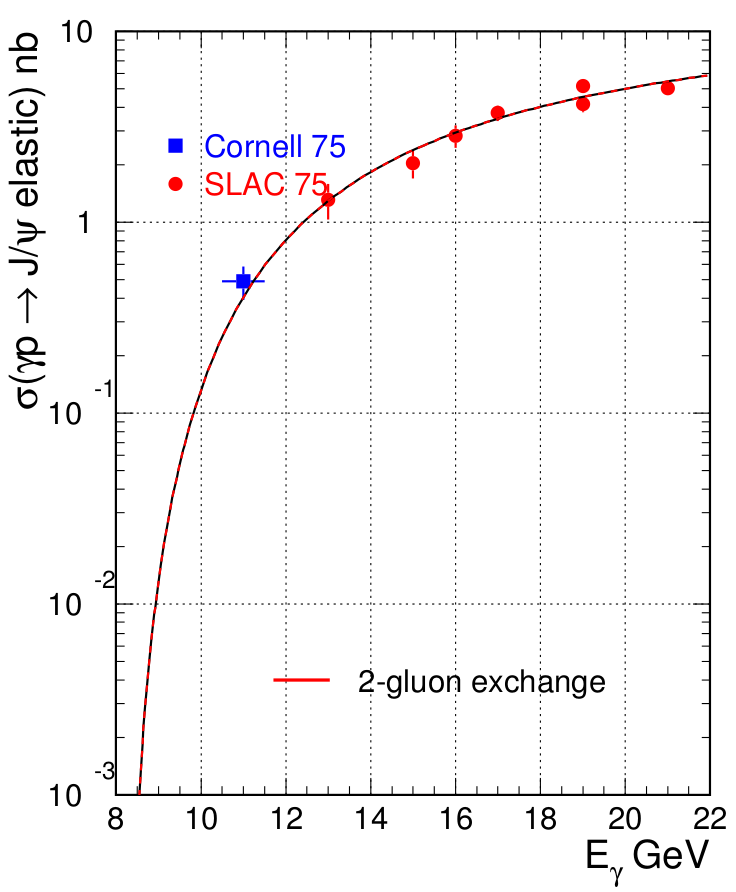 σ(γp → J/ψ elastic) nb
10
1
10⁻¹
10⁻²
10⁻³
Cornell 75
SLAC 75
2-gluon exchange
8 10 12 14 16 18 20 22
Eᵧ GeV